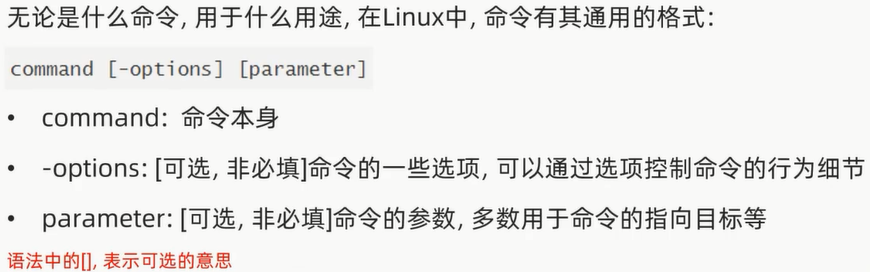 无论是什么命令, 用于什么用途, 在Linux中, 命令有其通用的格式:
command [-options] [parameter]
• command: 命令本身
• -options: [可选, 非必填]命令的一些选项, 可以通过选项控制命令的行为细节
• parameter: [可选, 非必填]命令的参数, 多数用于命令的指向目标等
语法中的[], 表示可选的意思